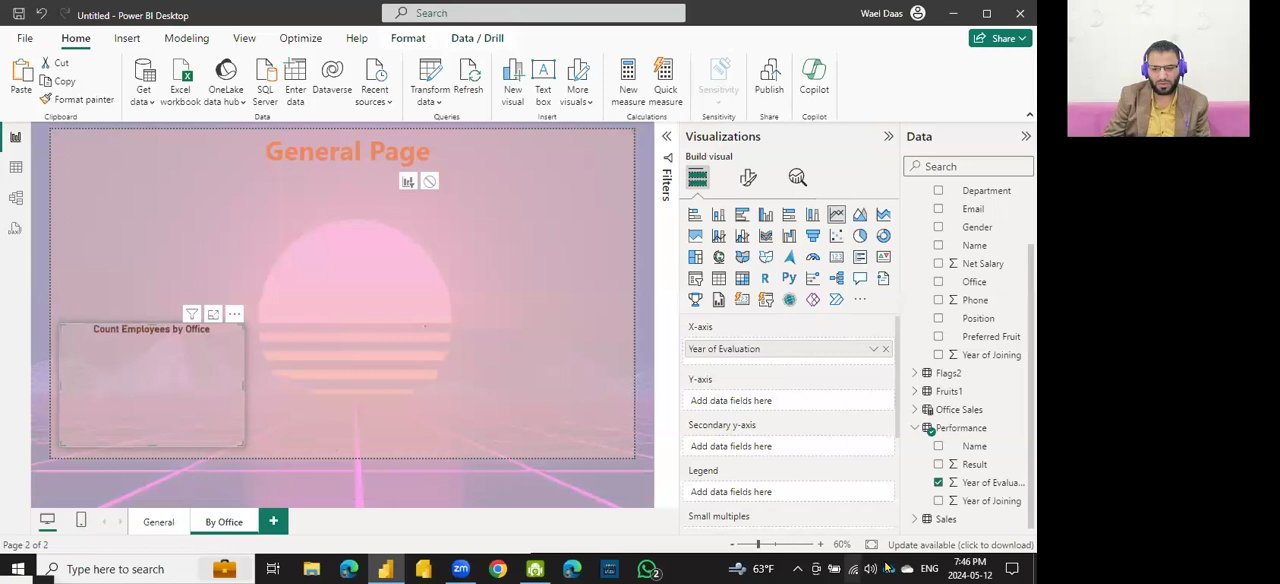 Untitled - Power BI Desktop
Search
Wael Daas
File Home Insert Modeling View Optimize Help Format Data / Drill Share
Cut
Copy
Format painter
Paste
Clipboard
Get data
Excel workbook
OneLake data hub
SQL Server
Enter data
Dataverse
Recent sources
Data
Transform data
Refresh
Queries
New visual
Text box
More visuals
Insert
New measure
Quick measure
Calculations
Sensitivity
Sensitivity
Publish
Share
Copilot
Copilot
General Page
Count Employees by Office
Filters
Visualizations
Build visual
R Py
123
X-axis
Year of Evaluation
Y-axis
Add data fields here
Secondary y-axis
Add data fields here
Legend
Add data fields here
Small multiples
Data
Search
Department
Email
Gender
Name
Net Salary
Office
Phone
Position
Preferred Fruit
Year of Joining
Flags2
Fruits1
Office Sales
Performance
Name
Result
Year of Evalua...
Year of Joining
Sales
General
By Office
Page 2 of 2
60%
Update available (click to download)
Type here to search
2
63°F
ENG
7:46 PM
2024-05-12